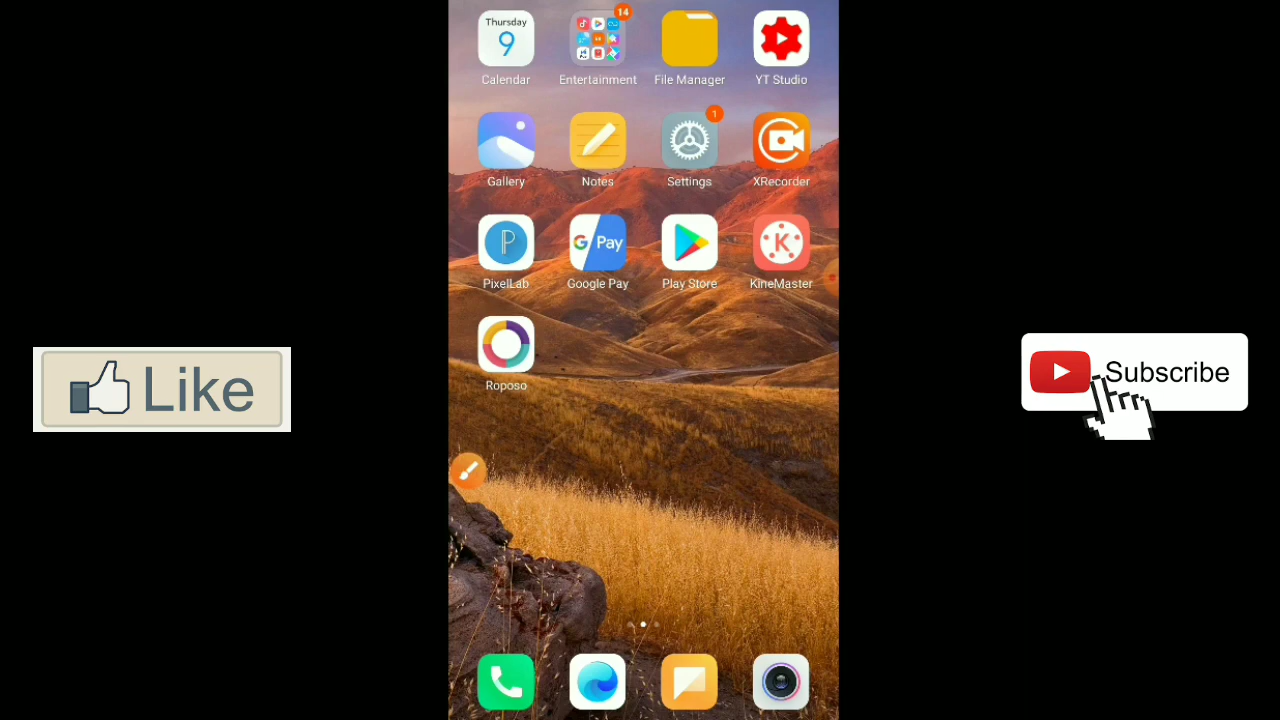 Thursday
9
14
Calendar
Entertainment
File Manager
YT Studio
1
Gallery
Notes
Settings
XRecorder
P
G Pay
K
PixelLab
Google Pay
Play Store
KineMaster
Roposo
Like
Subscribe